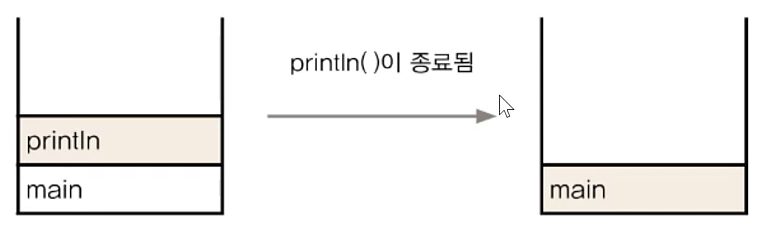 println( )이 종료됨
println
main
main